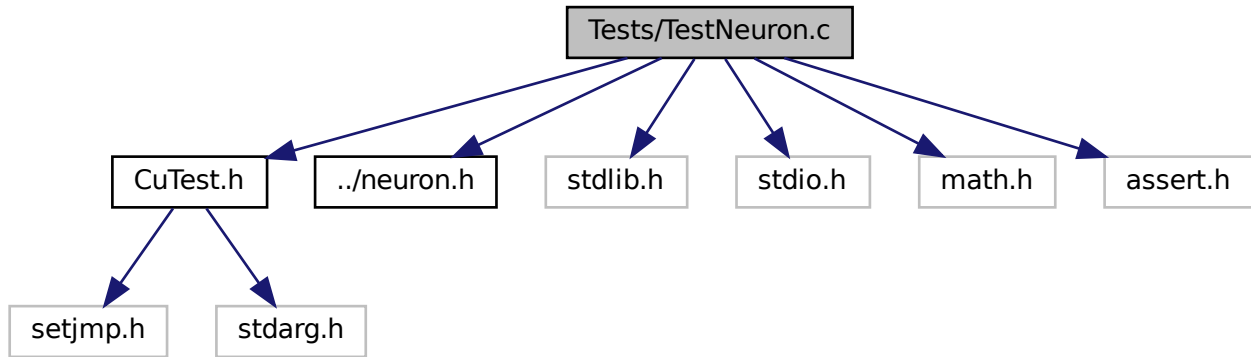 Tests/TestNeuron.c
CuTest.h
../neuron.h
stdlib.h
stdio.h
math.h
assert.h
setjmp.h
stdarg.h